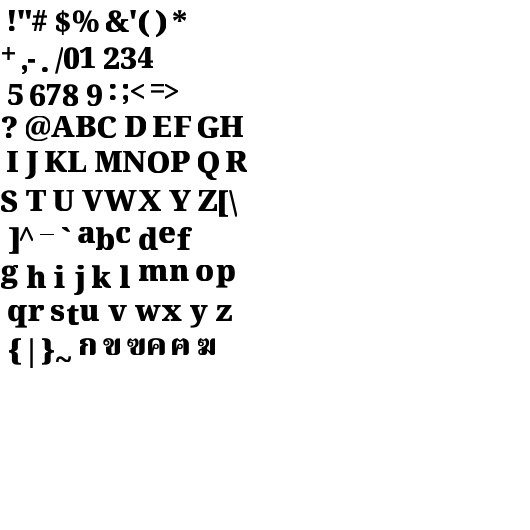 !"# $% &'( ) *
+ ,- . /01 234
5 678 9 : ;< =>
? @ABC D EF GH
I J KL MNOP Q R
S T U VWX Y Z[\
]^ _ ` abc def
g h i j k l mn o p
qr stu v wx y z
{ | }~ ก ข ฃค ฅ ฆ